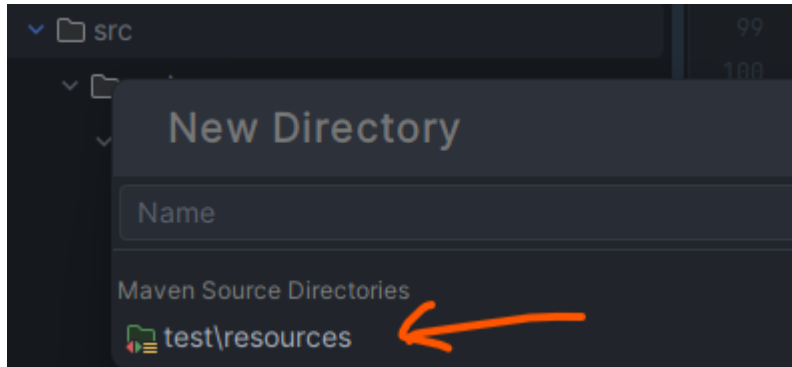 src
99
100
New Directory
Name
Maven Source Directories
test\resources